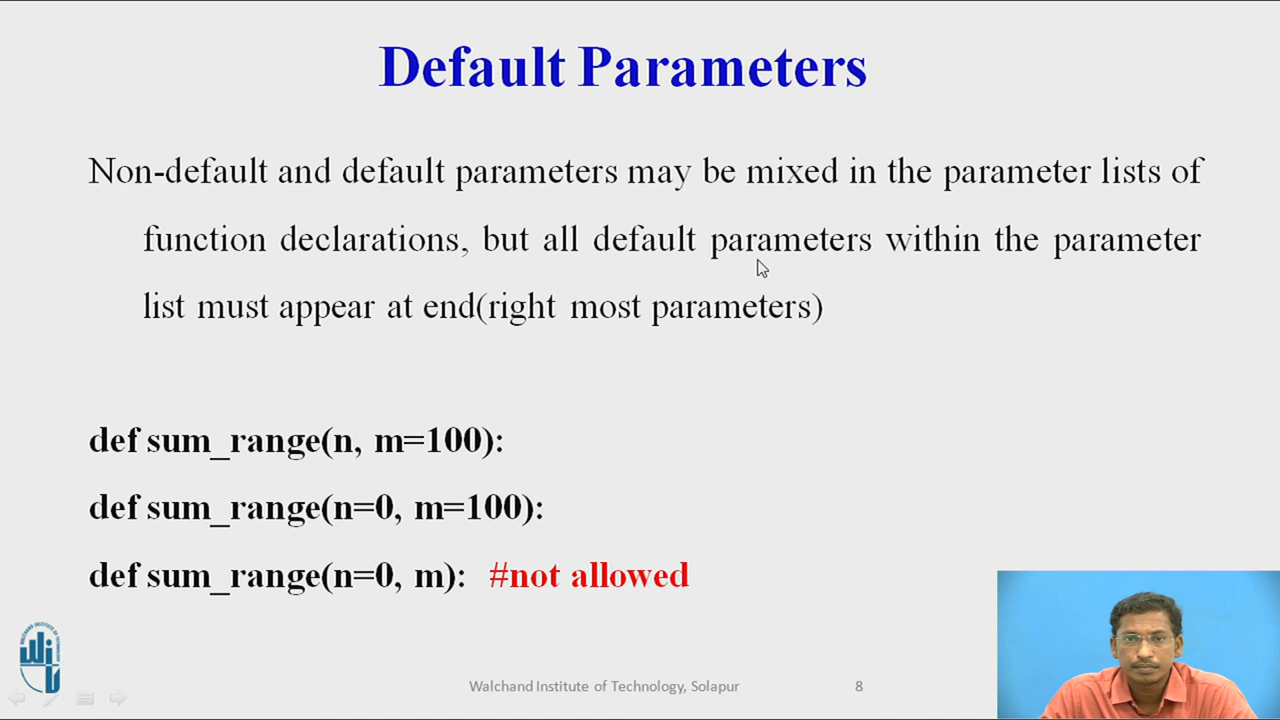 Default Parameters
Non-default and default parameters may be mixed in the parameter lists of
function declarations, but all default parameters within the parameter
list must appear at end(right most parameters)
def sum_range(n, m=100):
def sum_range(n=0, m=100):
def sum_range(n=0, m): #not allowed
Walchand Institute of Technology, Solapur 8